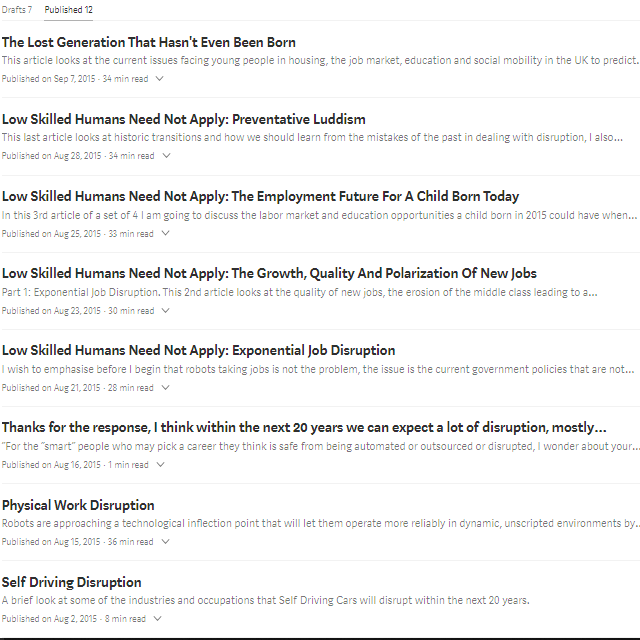 Drafts 7 Published 12
The Lost Generation That Hasn't Even Been Born
This article looks at the current issues facing young people in housing, the job market, education and social mobility in the UK to predict.
Published on Sep 7, 2015 · 34 min read
Low Skilled Humans Need Not Apply: Preventative Luddism
This last article looks at historic transitions and how we should learn from the mistakes of the past in dealing with disruption, I also...
Published on Aug 28, 2015 · 34 min read
Low Skilled Humans Need Not Apply: The Employment Future For A Child Born Today
In this 3rd article of a set of 4 I am going to discuss the labor market and education opportunities a child born in 2015 could have when...
Published on Aug 25, 2015 · 33 min read
Low Skilled Humans Need Not Apply: The Growth, Quality And Polarization Of New Jobs
Part 1: Exponential Job Disruption. This 2nd article looks at the quality of new jobs, the erosion of the middle class leading to a...
Published on Aug 23, 2015 · 30 min read
Low Skilled Humans Need Not Apply: Exponential Job Disruption
I wish to emphasise before I begin that robots taking jobs is not the problem, the issue is the current government policies that are not...
Published on Aug 21, 2015 · 28 min read
Thanks for the response, I think within the next 20 years we can expect a lot of disruption, mostly...
“For the “smart” people who may pick a career they think is safe from being automated or outsourced or disrupted, I wonder about your...
Published on Aug 16, 2015 · 1 min read
Physical Work Disruption
Robots are approaching a technological inflection point that will let them operate more reliably in dynamic, unscripted environments by..
Published on Aug 15, 2015 · 36 min read
Self Driving Disruption
A brief look at some of the industries and occupations that Self Driving Cars will disrupt within the next 20 years.
Published on Aug 2, 2015 · 8 min read